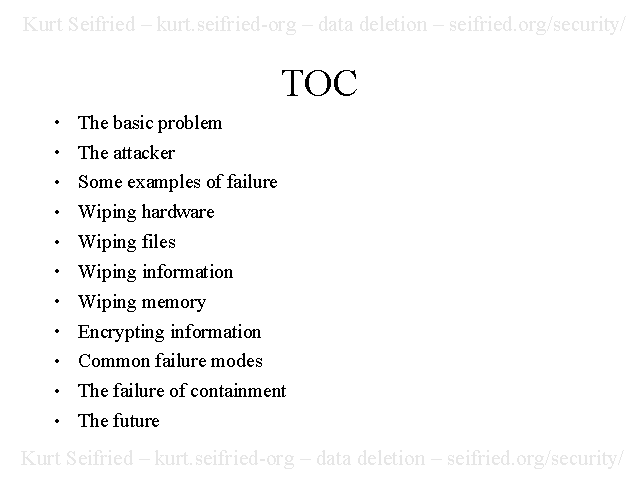 Kurt Seifried – kurt.seifried-org – data deletion – seifried.org/security/
TOC
• The basic problem
• The attacker
• Some examples of failure
• Wiping hardware
• Wiping files
• Wiping information
• Wiping memory
• Encrypting information
• Common failure modes
• The failure of containment
• The future
Kurt Seifried – kurt.seifried-org – data deletion – seifried.org/security/